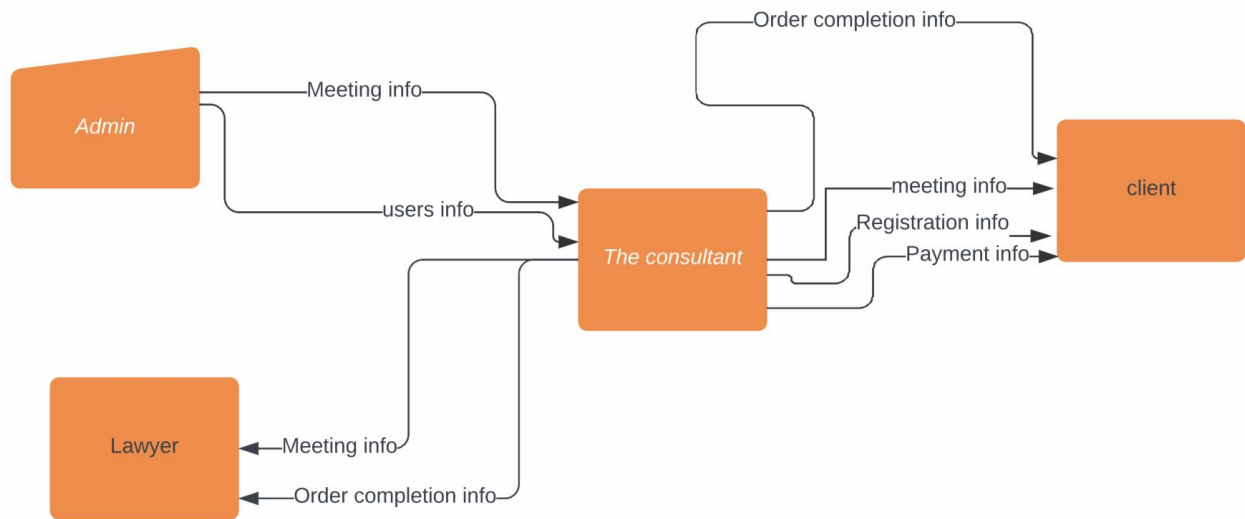 Order completion info
Meeting info
Admin
users info
meeting info
client
Registration info
The consultant
Payment info
Lawyer
Meeting info
Order completion info